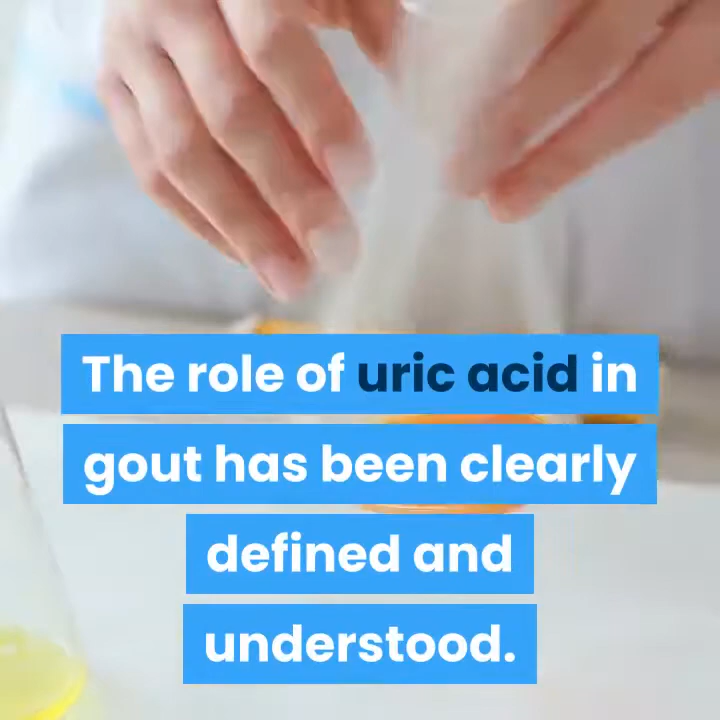 The role of uric acid in
gout has been clearly
defined and
understood.